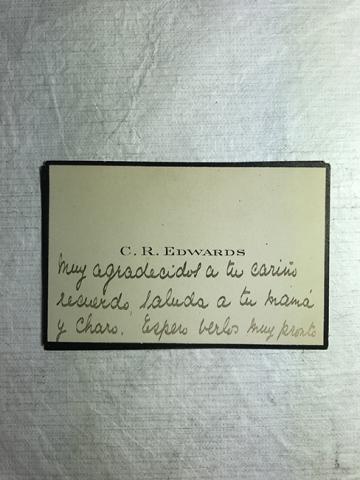 C. R. EDWARDS
Muy agradecidos a tu cariño
recuerdo, saluda a tu mamá
y Charo. Espero verlos muy pronto